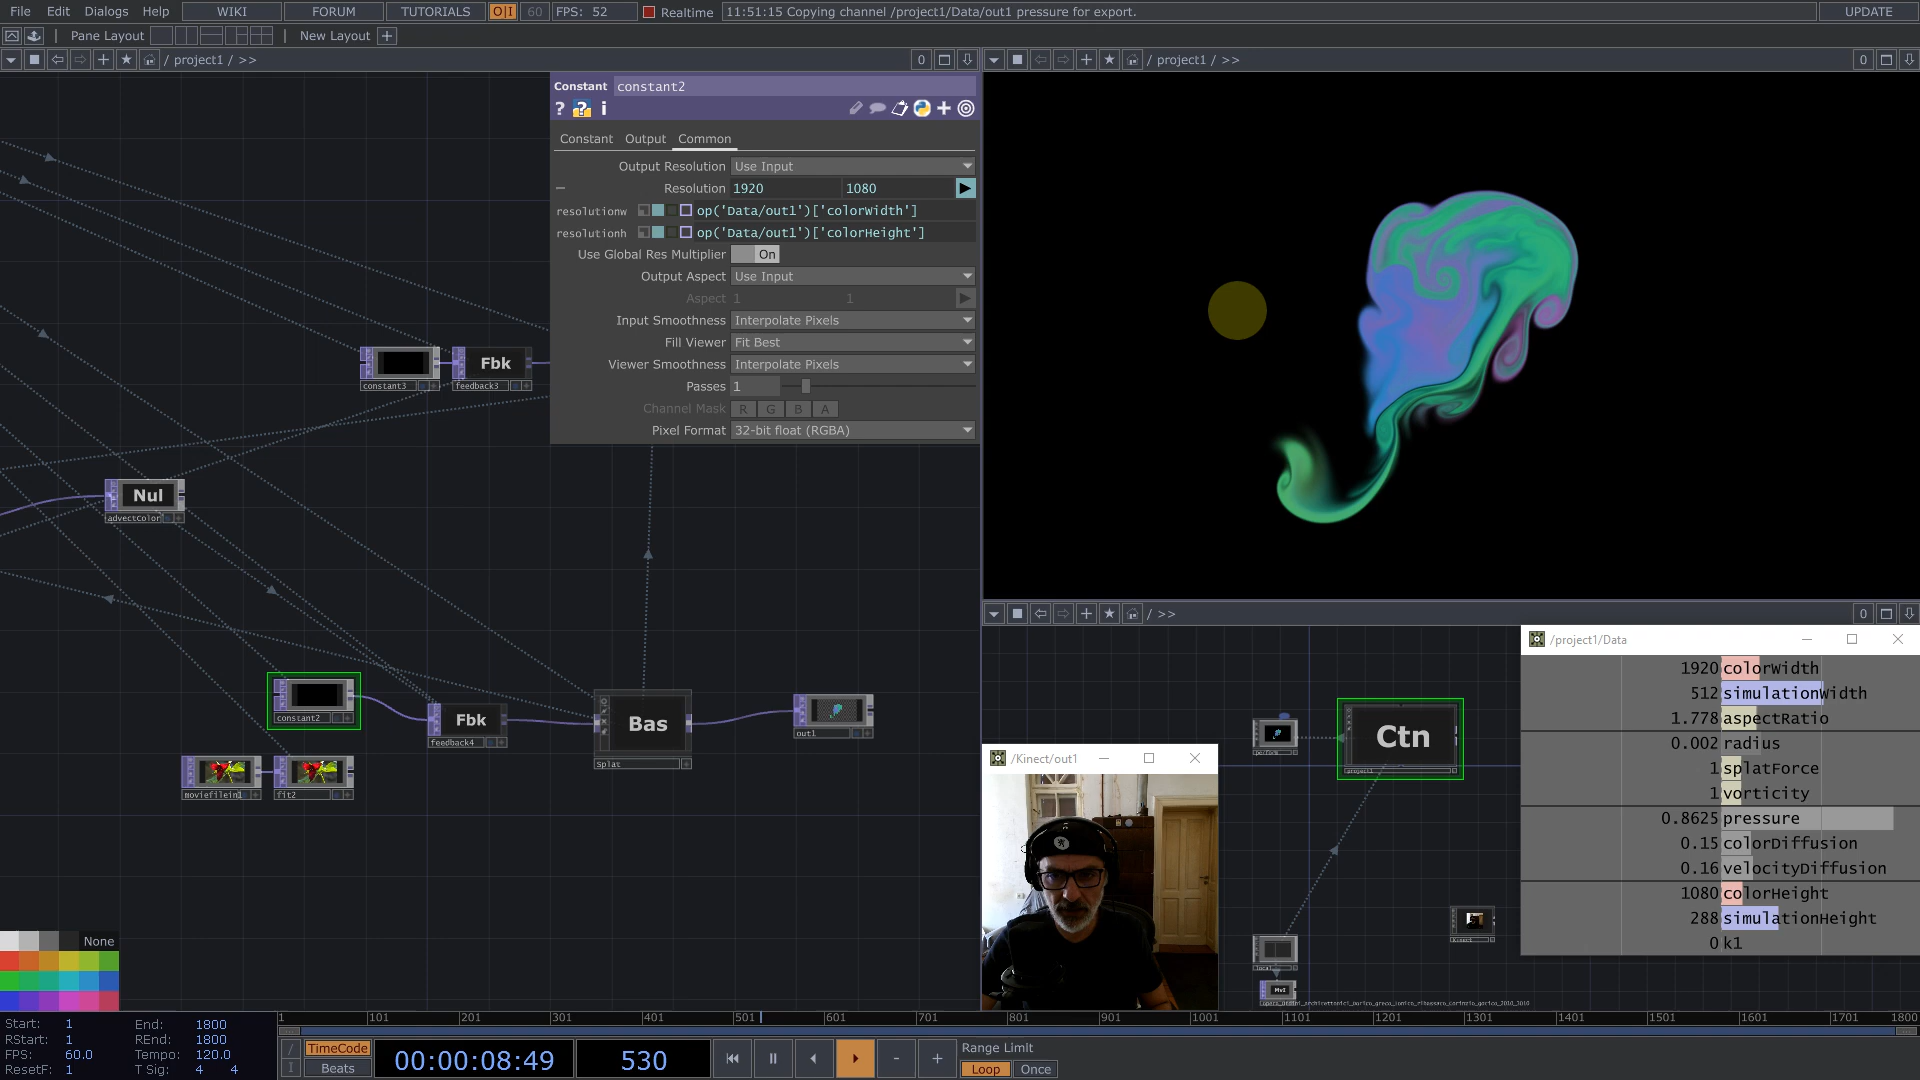 File Edit Dialogs Help WIKI FORUM TUTORIALS O|I 60 FPS: 52 Realtime 11:51:15 Copying channel /project1/Data/out1 pressure for export. UPDATE
Pane Layout New Layout
/ project1 / >> 0
/ project1 / >> 0
Constant constant2
? ? i
Constant Output Common
Output Resolution Use Input
Resolution 1920 1080
resolutionw op('Data/out1')['colorWidth']
resolutionh op('Data/out1')['colorHeight']
Use Global Res Multiplier On
Output Aspect Use Input
Aspect 1 1
Input Smoothness Interpolate Pixels
Fill Viewer Fit Best
Viewer Smoothness Interpolate Pixels
Passes 1
Channel Mask R G B A
Pixel Format 32-bit float (RGBA)
constant3
Fbk
feedback3
Nul
advectColor
constant2
Fbk
feedback4
Bas
Splat
out1
moviefilein1
fit2
None
/ >> 0
/Kinect/out1
perform
Ctn
project1
local
Kinect
MvI
/project1/Data
1920 colorWidth
512 simulationWidth
1.778 aspectRatio
0.002 radius
1 splatForce
1 vorticity
0.8625 pressure
0.15 colorDiffusion
0.16 velocityDiffusion
1080 colorHeight
288 simulationHeight
0 k1
1 101 201 301 401 501 601 701 801 901 1001 1101 1201 1301 1401 1501 1601 1701 1800
Start: 1 End: 1800
RStart: 1 REnd: 1800
FPS: 60.0 Tempo: 120.0
ResetF: 1 T Sig: 4 4
/ I
TimeCode
Beats
00:00:08:49
530
- +
Range Limit
Loop Once